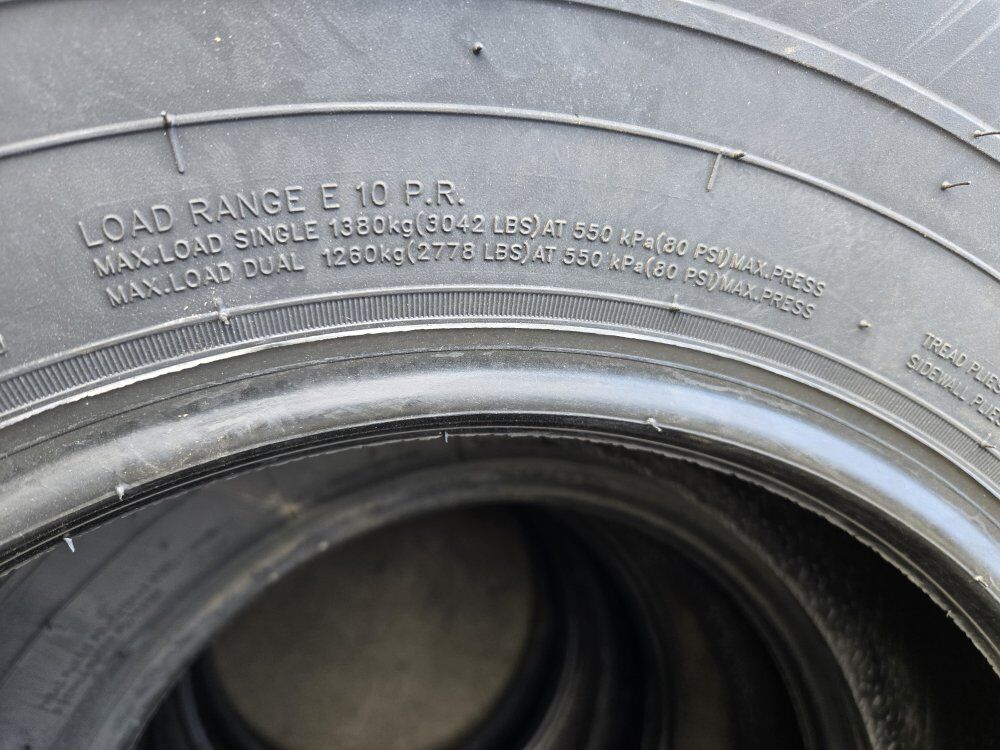 LOAD RANGE E 10 P.R.
MAX.LOAD SINGLE 1380kg(3042 LBS)AT 550 kPa(80 PSI)MAX.PRESS
MAX.LOAD DUAL 1260kg(2778 LBS)AT 550 kPa(80 PSI)MAX.PRESS
TREAD PLIES
SIDEWALL PLIES